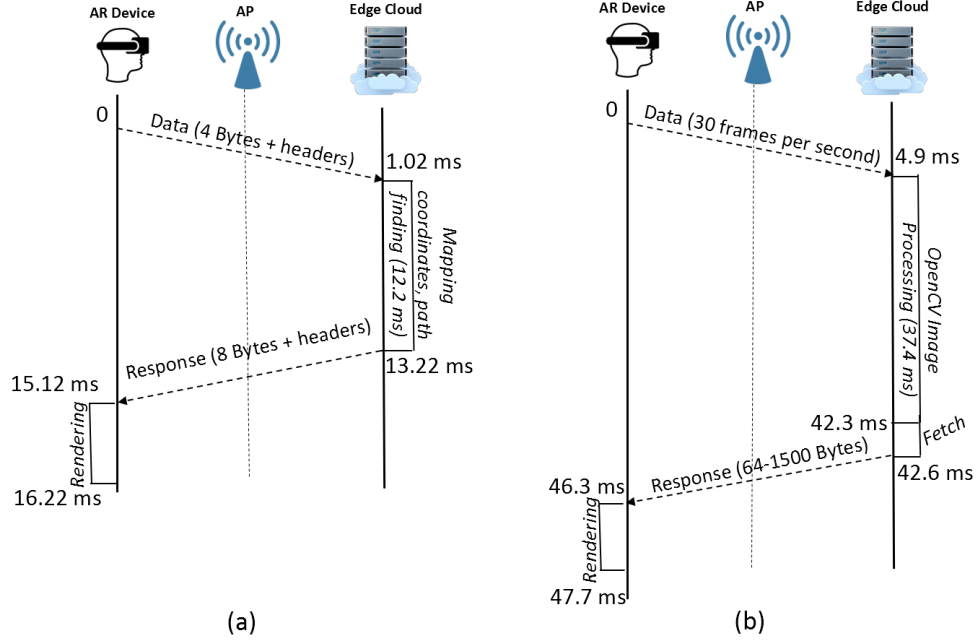 AR Device
AP
Edge Cloud
0
Data (4 Bytes + headers)
1.02 ms
Mapping
coordinates, path
finding (12.2 ms)
Response (8 Bytes + headers)
13.22 ms
15.12 ms
Rendering
16.22 ms
(a)
AR Device
AP
Edge Cloud
0
Data (30 frames per second)
4.9 ms
OpenCV Image
Processing (37.4 ms)
42.3 ms
Fetch
Response (64-1500 Bytes)
42.6 ms
46.3 ms
Rendering
47.7 ms
(b)